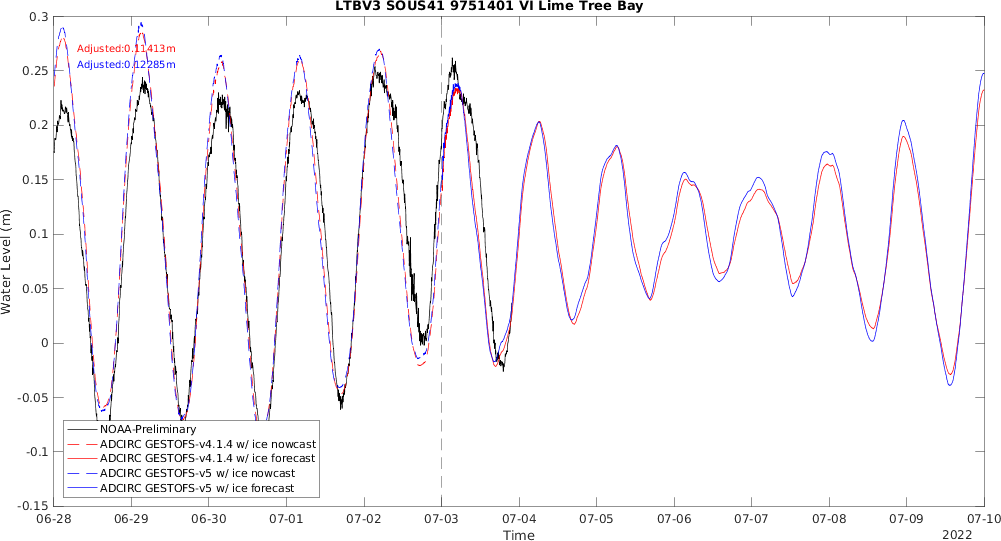 LTBV3 SOUS41 9751401 VI Lime Tree Bay
0.3
0.25
0.2
0.15
0.1
0.05
0
-0.05
-0.1
-0.15
Water Level (m)
Adjusted:0.11413m
Adjusted:0.12285m
NOAA-Preliminary
ADCIRC GESTOFS-v4.1.4 w/ ice nowcast
ADCIRC GESTOFS-v4.1.4 w/ ice forecast
ADCIRC GESTOFS-v5 w/ ice nowcast
ADCIRC GESTOFS-v5 w/ ice forecast
06-28 06-29 06-30 07-01 07-02 07-03 07-04 07-05 07-06 07-07 07-08 07-09 07-10
Time
2022